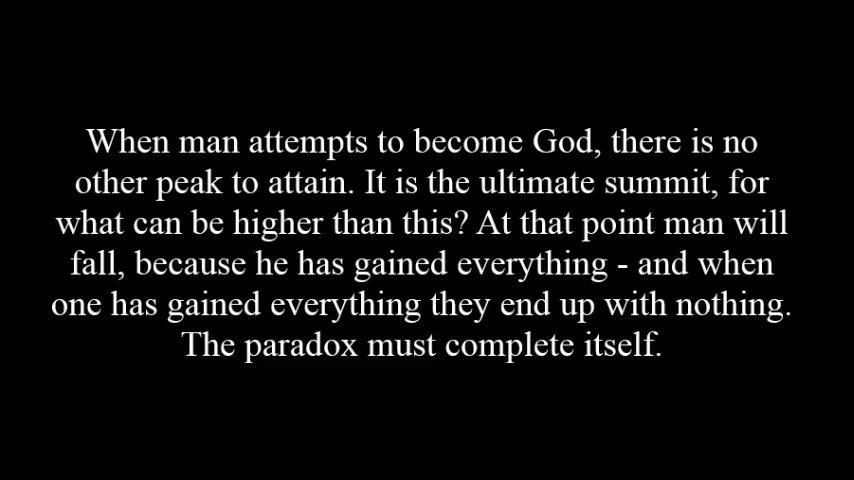 When man attempts to become God, there is no
other peak to attain. It is the ultimate summit, for
what can be higher than this? At that point man will
fall, because he has gained everything - and when
one has gained everything they end up with nothing.
The paradox must complete itself.